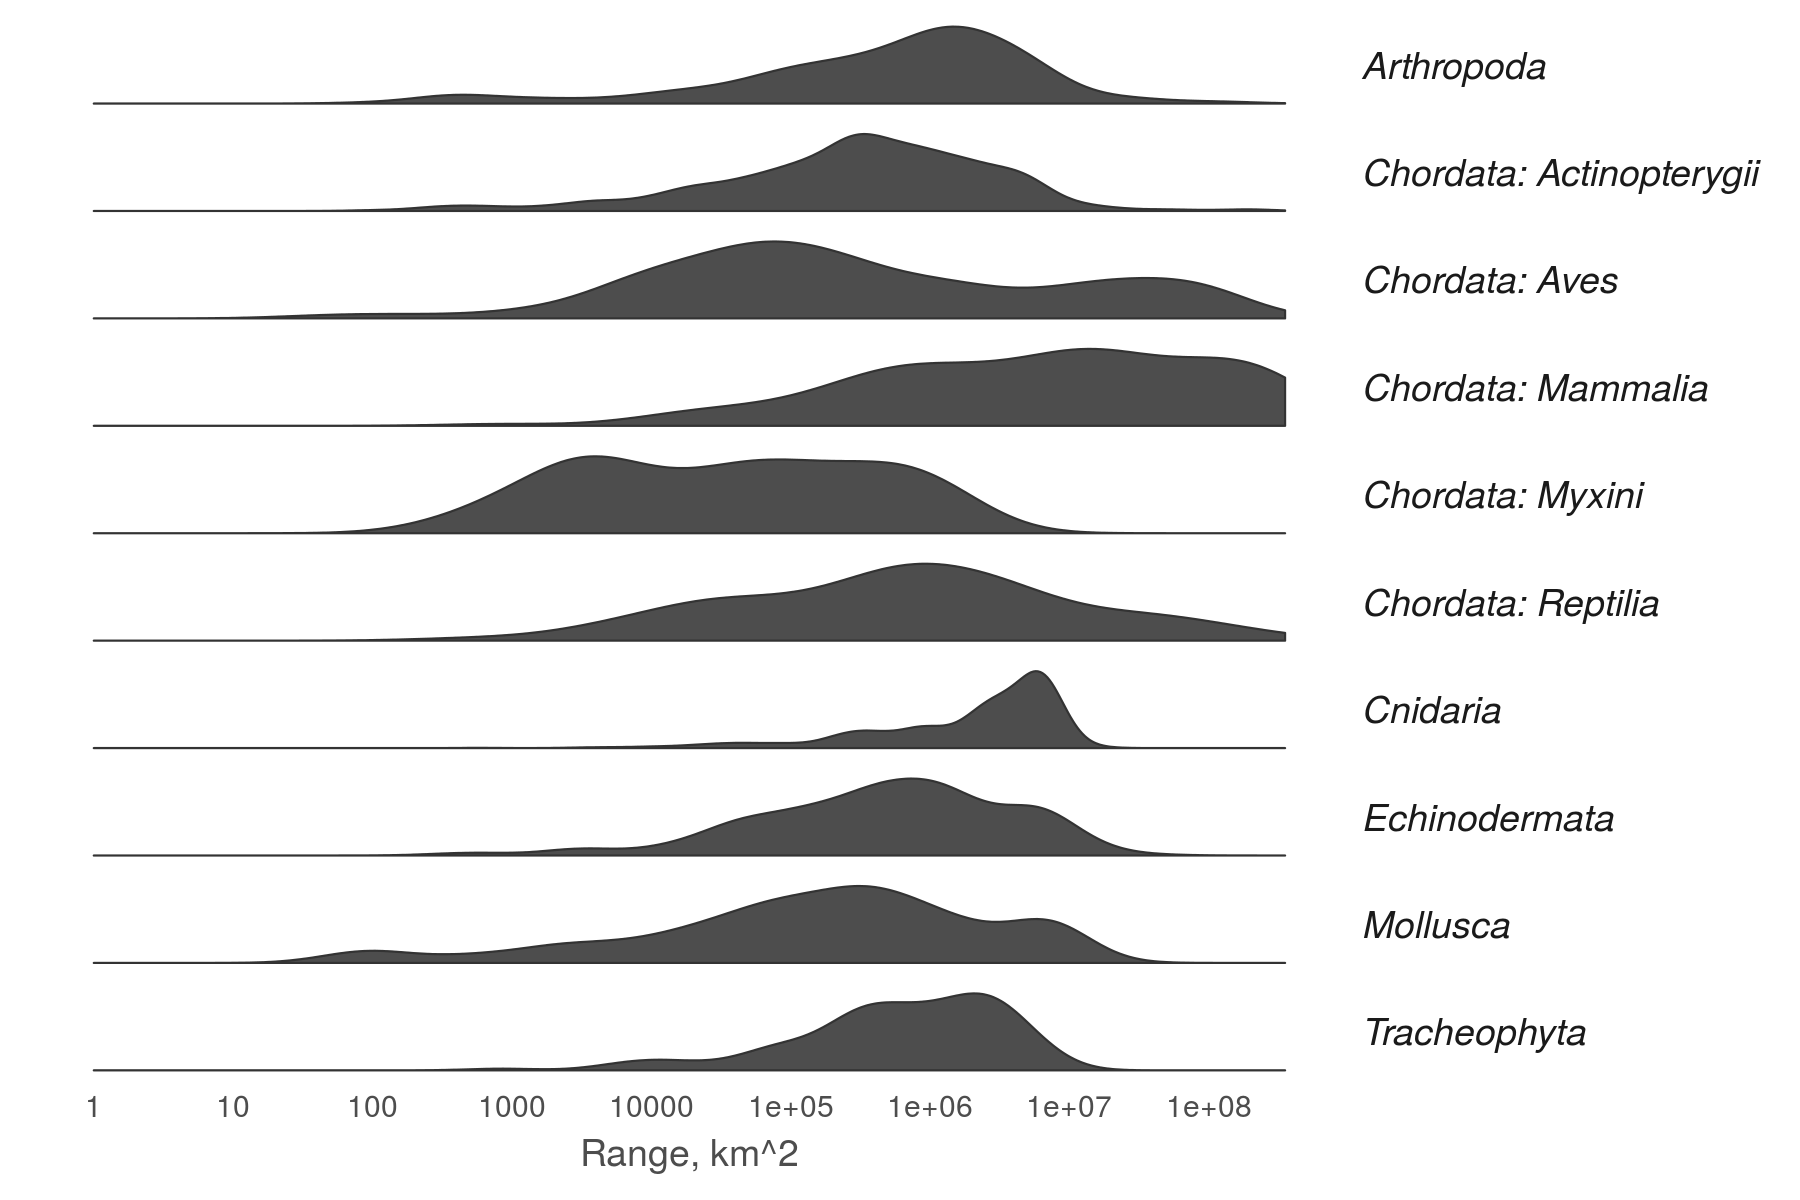 Arthropoda
Chordata: Actinopterygii
Chordata: Aves
Chordata: Mammalia
Chordata: Myxini
Chordata: Reptilia
Cnidaria
Echinodermata
Mollusca
Tracheophyta
1 10 100 1000 10000 1e+05 1e+06 1e+07 1e+08
Range, km^2